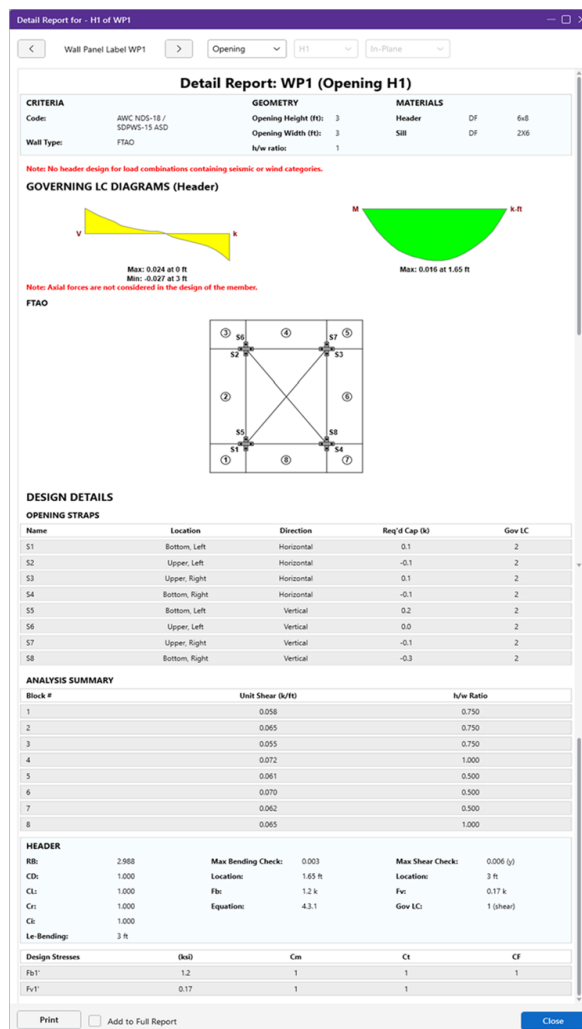 Detail Report for - H1 of WP1
< Wall Panel Label WP1 > Opening H1 In-Plane
Detail Report: WP1 (Opening H1)
CRITERIA GEOMETRY MATERIALS
Code: AWC NDS-18 / SDPWS-15 ASD Opening Height (ft): 3 Header DF 6x8
Opening Width (ft): 3 Sill DF 2X6
Wall Type: FTAO h/w ratio: 1
Note: No header design for load combinations containing seismic or wind categories.
GOVERNING LC DIAGRAMS (Header)
V k M k-ft
Max: 0.024 at 0 ft Max: 0.016 at 1.65 ft
Min: -0.027 at 3 ft
Note: Axial forces are not considered in the design of the member.
FTAO
3 S6 4 S7 5
S2 S3
2 6
S5 S8
S1 S4
1 8 7
DESIGN DETAILS
OPENING STRAPS
Name Location Direction Req'd Cap (k) Gov LC
S1 Bottom, Left Horizontal 0.1 2
S2 Upper, Left Horizontal -0.1 2
S3 Upper, Right Horizontal 0.1 2
S4 Bottom, Right Horizontal -0.1 2
S5 Bottom, Left Vertical 0.2 2
S6 Upper, Left Vertical 0.0 2
S7 Upper, Right Vertical -0.1 2
S8 Bottom, Right Vertical -0.3 2
ANALYSIS SUMMARY
Block # Unit Shear (k/ft) h/w Ratio
1 0.058 0.750
2 0.065 0.750
3 0.055 0.750
4 0.072 1.000
5 0.061 0.500
6 0.070 0.500
7 0.062 0.500
8 0.065 1.000
HEADER
RB: 2.988 Max Bending Check: 0.003 Max Shear Check: 0.006 (y)
CD: 1.000 Location: 1.65 ft Location: 3 ft
CL: 1.000 Fb: 1.2 k Fv: 0.17 k
Cr: 1.000 Equation: 4.3.1 Gov LC: 1 (shear)
Ci: 1.000
Le-Bending: 3 ft
Design Stresses (ksi) Cm Ct CF
Fb1' 1.2 1 1 1
Fv1' 0.17 1 1
Print Add to Full Report Close